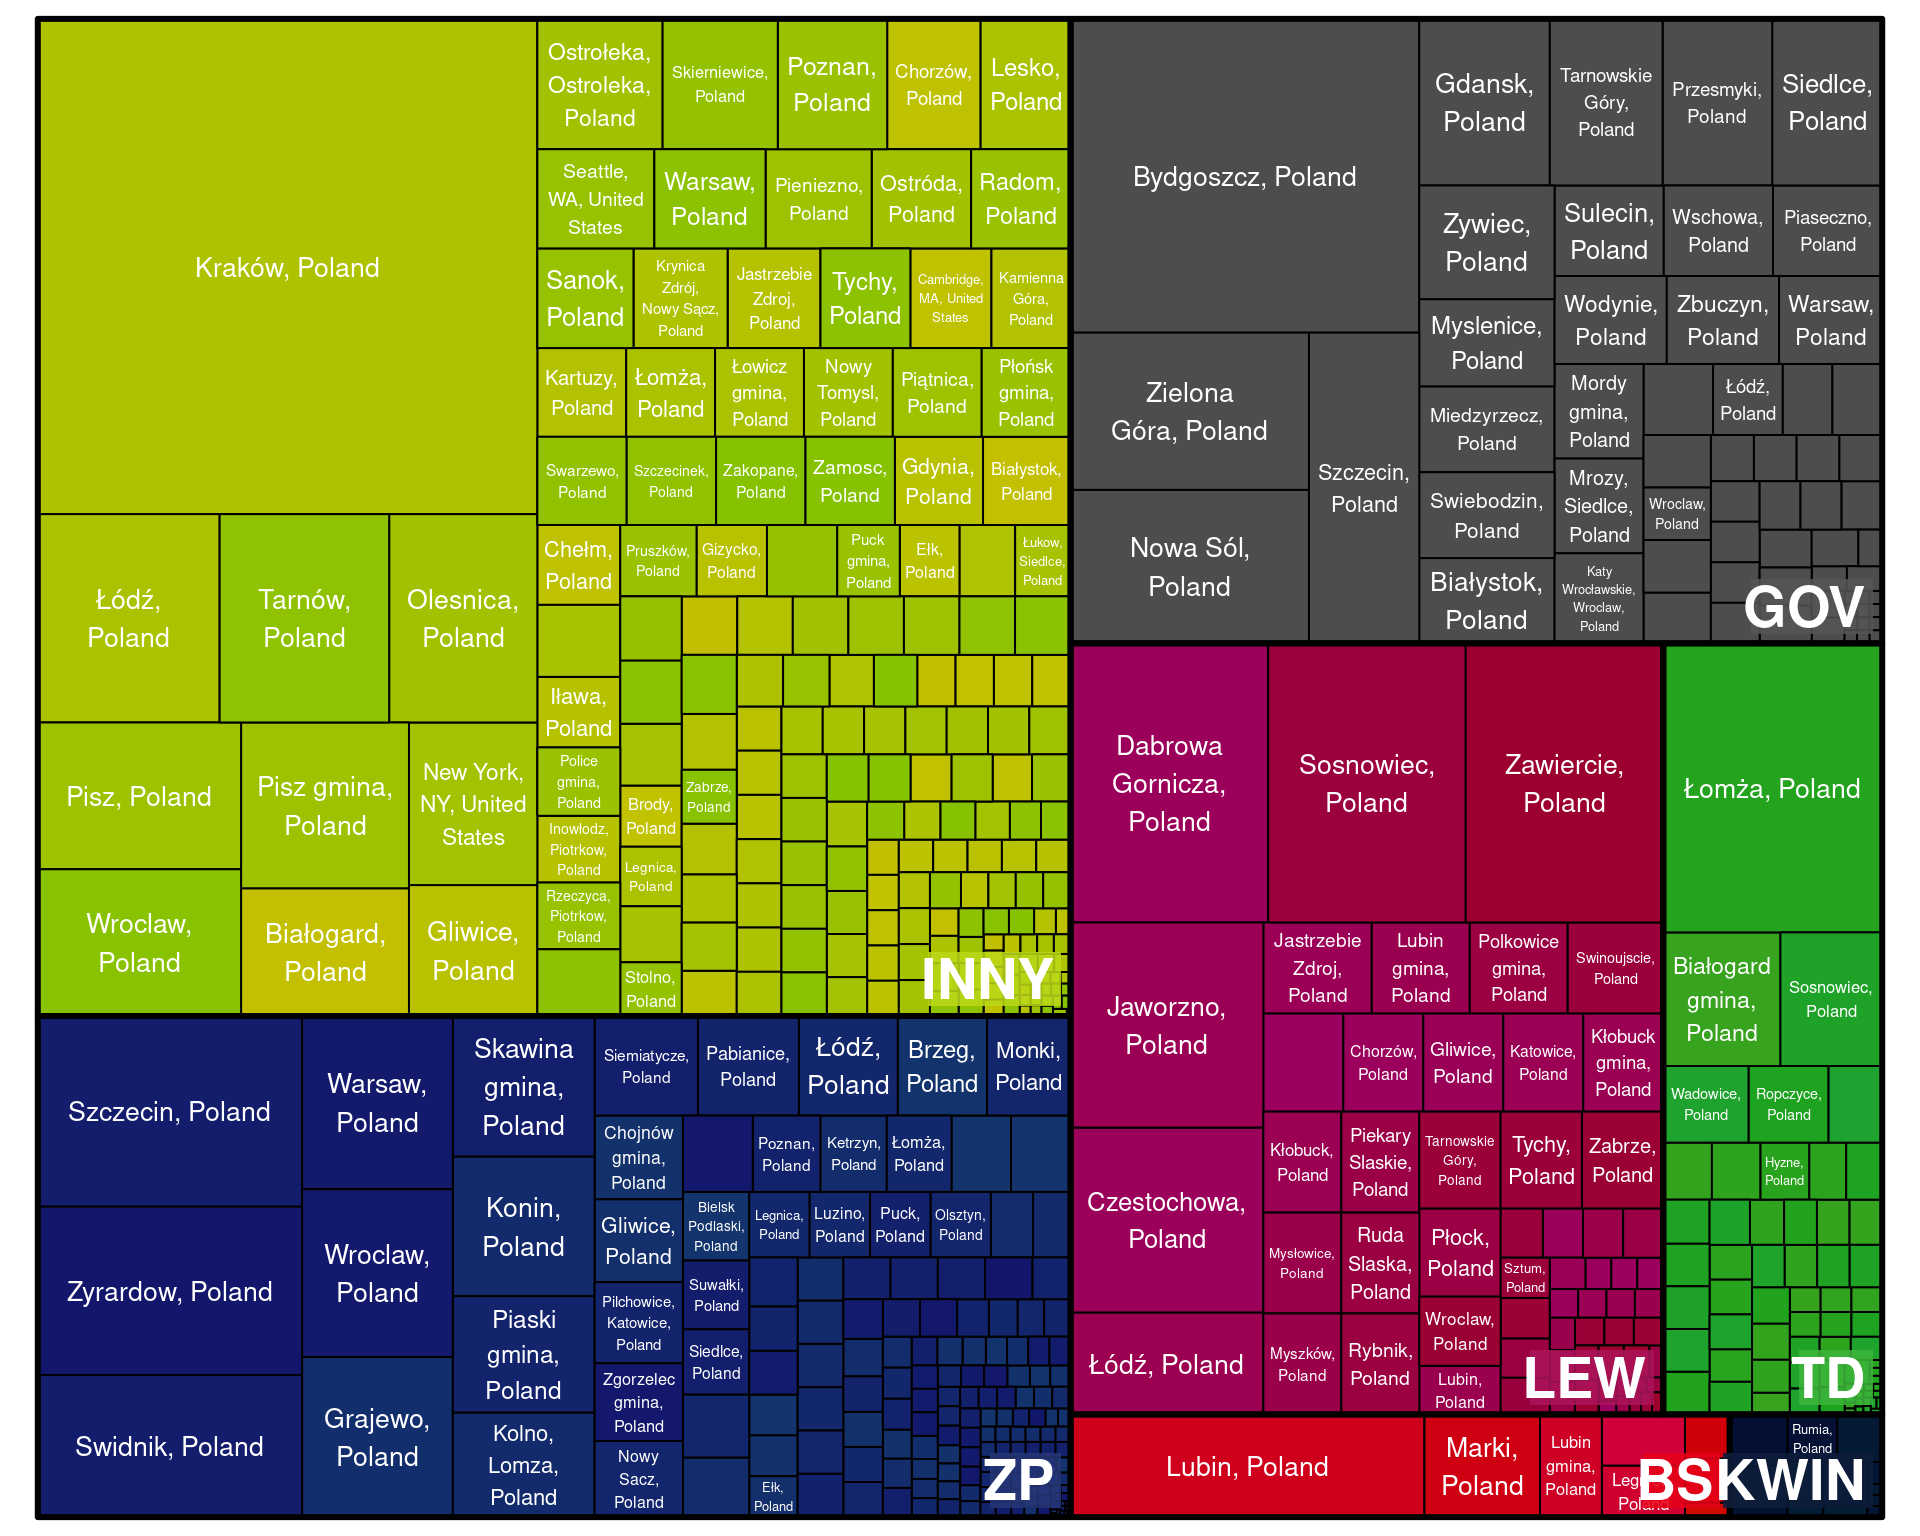 Kraków, Poland
Łódź,
Poland
Tarnów,
Poland
Olesnica,
Poland
Pisz, Poland
Pisz gmina,
Poland
New York,
NY, United
States
Wroclaw,
Poland
Białogard,
Poland
Gliwice,
Poland
Ostrołeka,
Ostroleka,
Poland
Skierniewice,
Poland
Poznan,
Poland
Chorzów,
Poland
Lesko,
Poland
Seattle,
WA, United
States
Warsaw,
Poland
Pieniezno,
Poland
Ostróda,
Poland
Radom,
Poland
Sanok,
Poland
Krynica
Zdrój,
Nowy Sącz,
Poland
Jastrzebie
Zdroj,
Poland
Tychy,
Poland
Cambridge,
MA, United
States
Kamienna
Góra,
Poland
Kartuzy,
Poland
Łomża,
Poland
Łowicz
gmina,
Poland
Nowy
Tomysl,
Poland
Piątnica,
Poland
Płońsk
gmina,
Poland
Swarzewo,
Poland
Szczecinek,
Poland
Zakopane,
Poland
Zamosc,
Poland
Gdynia,
Poland
Białystok,
Poland
Chełm,
Poland
Pruszków,
Poland
Gizycko,
Poland
Puck
gmina,
Poland
Ełk,
Poland
Łukow,
Siedlce,
Poland
Iława,
Poland
Police
gmina,
Poland
Inowłodz,
Piotrkow,
Poland
Rzeczyca,
Piotrkow,
Poland
Brody,
Poland
Legnica,
Poland
Stolno,
Poland
Zabrze,
Poland
INNY
Bydgoszcz, Poland
Zielona
Góra, Poland
Nowa Sól,
Poland
Szczecin,
Poland
Gdansk,
Poland
Tarnowskie
Góry,
Poland
Przesmyki,
Poland
Siedlce,
Poland
Zywiec,
Poland
Sulecin,
Poland
Wschowa,
Poland
Piaseczno,
Poland
Myslenice,
Poland
Wodynie,
Poland
Zbuczyn,
Poland
Warsaw,
Poland
Miedzyrzecz,
Poland
Mordy
gmina,
Poland
Łódź,
Poland
Swiebodzin,
Poland
Mrozy,
Siedlce,
Poland
Wroclaw,
Poland
Białystok,
Poland
Katy
Wrocławskie,
Wroclaw,
Poland
GOV
Szczecin, Poland
Zyrardow, Poland
Swidnik, Poland
Warsaw,
Poland
Wroclaw,
Poland
Grajewo,
Poland
Skawina
gmina,
Poland
Konin,
Poland
Piaski
gmina,
Poland
Kolno,
Lomza,
Poland
Siemiatycze,
Poland
Pabianice,
Poland
Łódź,
Poland
Brzeg,
Poland
Monki,
Poland
Chojnów
gmina,
Poland
Poznan,
Poland
Ketrzyn,
Poland
Łomża,
Poland
Gliwice,
Poland
Bielsk
Podlaski,
Poland
Legnica,
Poland
Luzino,
Poland
Puck,
Poland
Olsztyn,
Poland
Pilchowice,
Katowice,
Poland
Suwałki,
Poland
Siedlce,
Poland
Zgorzelec
gmina,
Poland
Nowy
Sacz,
Poland
Ełk,
Poland
ZP
Dabrowa
Gornicza,
Poland
Sosnowiec,
Poland
Zawiercie,
Poland
Jaworzno,
Poland
Czestochowa,
Poland
Łódź, Poland
Jastrzebie
Zdroj,
Poland
Lubin
gmina,
Poland
Polkowice
gmina,
Poland
Swinoujscie,
Poland
Chorzów,
Poland
Gliwice,
Poland
Katowice,
Poland
Kłobuck
gmina,
Poland
Kłobuck,
Poland
Piekary
Slaskie,
Poland
Tarnowskie
Góry,
Poland
Tychy,
Poland
Zabrze,
Poland
Mysłowice,
Poland
Ruda
Slaska,
Poland
Płock,
Poland
Sztum,
Poland
Wroclaw,
Poland
Myszków,
Poland
Rybnik,
Poland
Lubin,
Poland
LEW
Łomża, Poland
Białogard
gmina,
Poland
Sosnowiec,
Poland
Wadowice,
Poland
Ropczyce,
Poland
Hyzne,
Poland
TD
Lubin, Poland
Marki,
Poland
Lubin
gmina,
Poland
Rumia,
Poland
BSKWIN